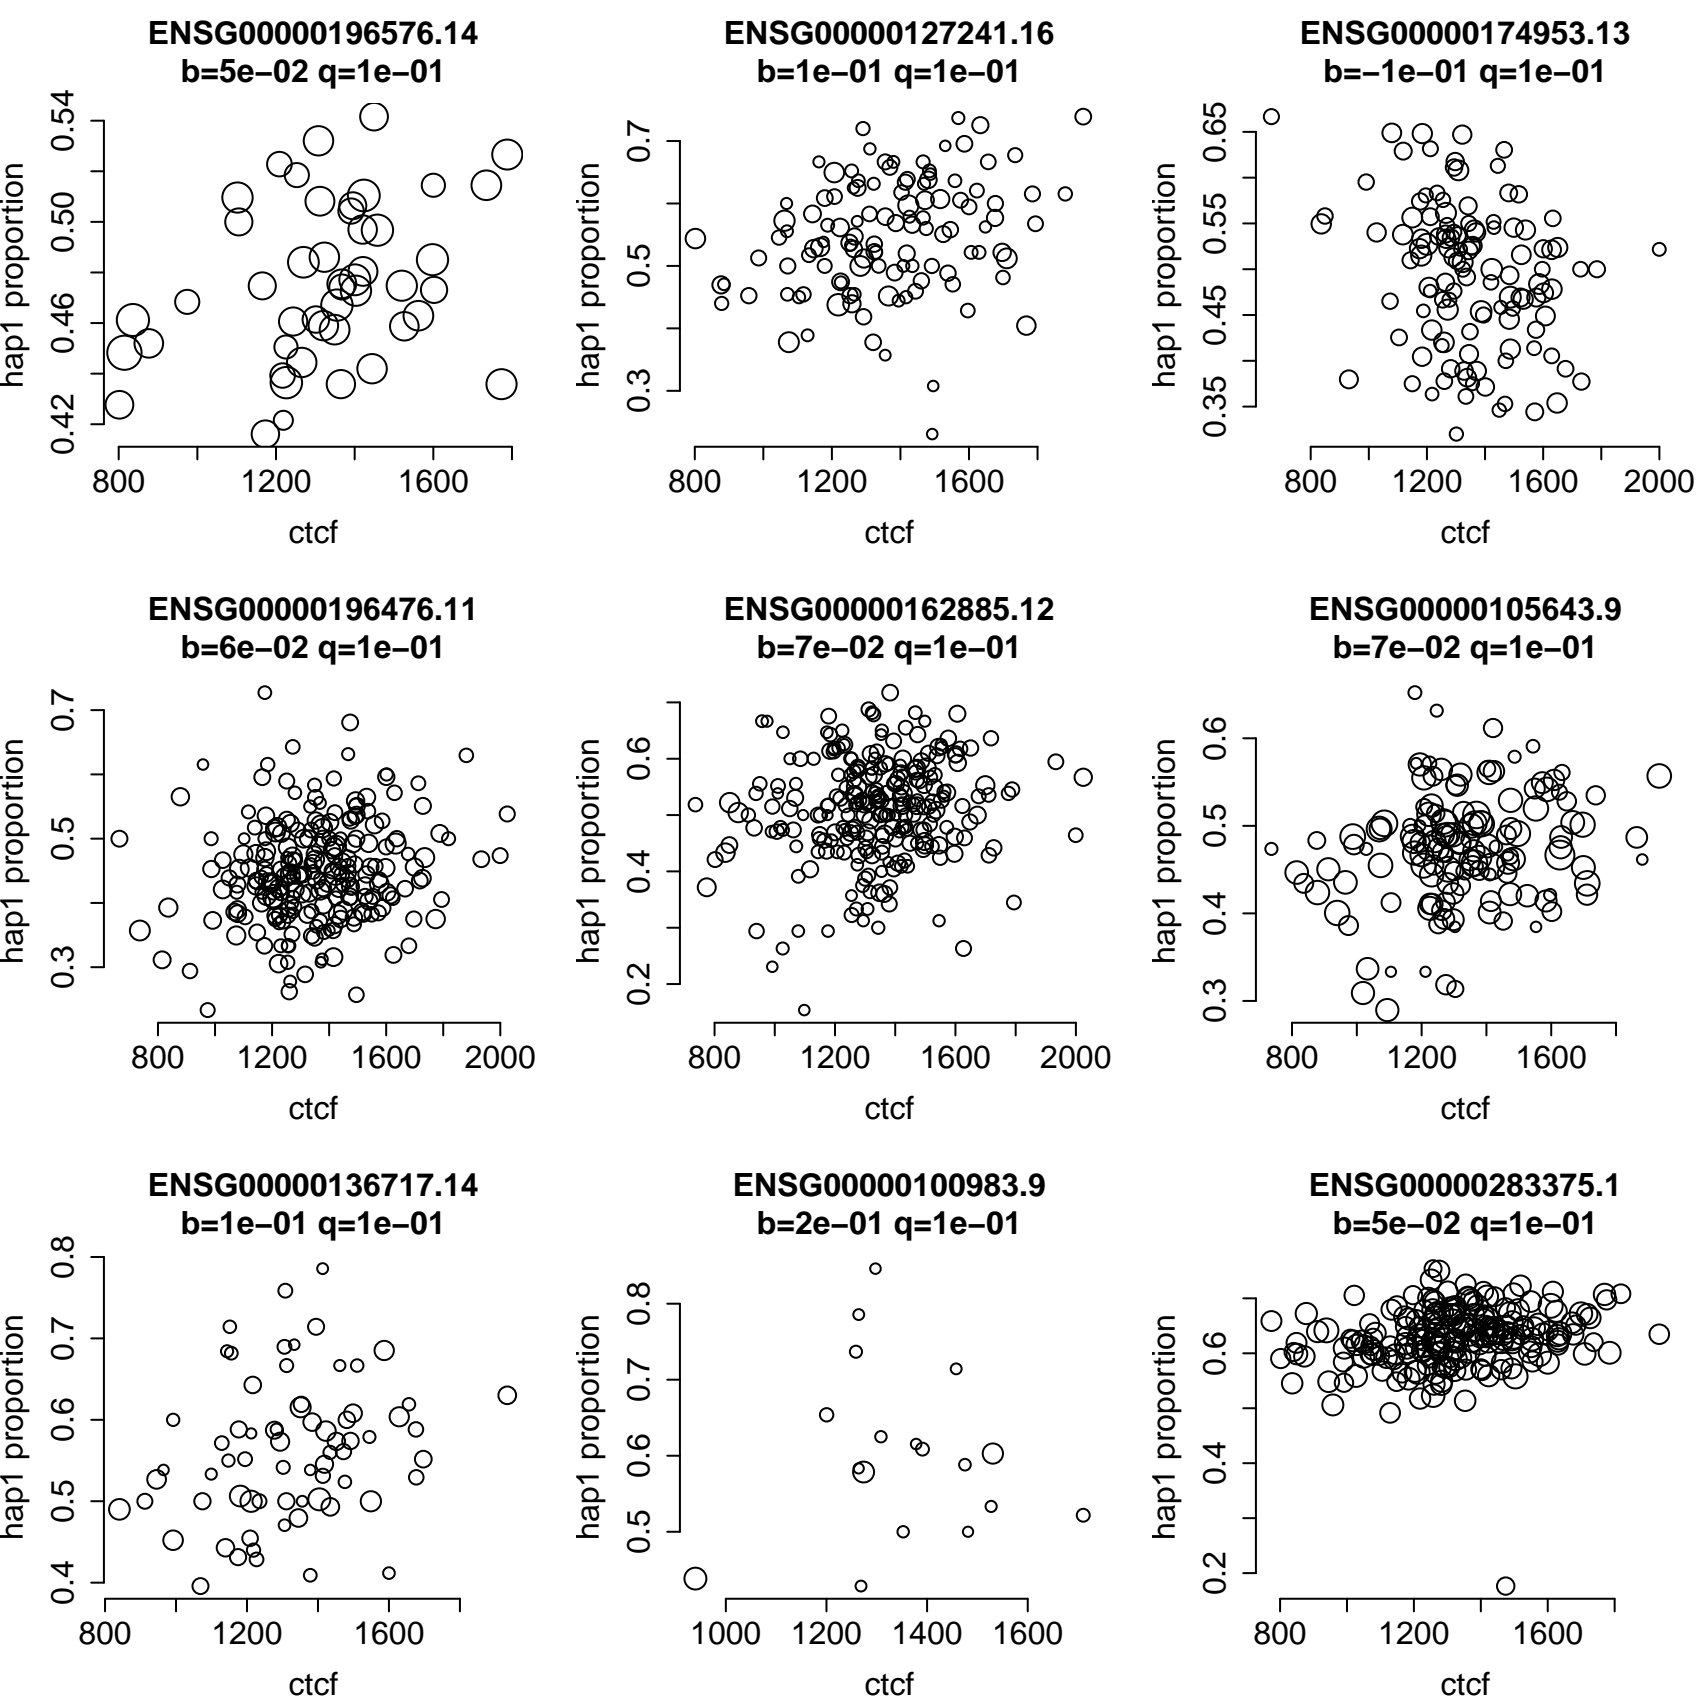 ENSG00000196576.14
b=5e−02 q=1e−01
hap1 proportion
0.42 0.46 0.50 0.54
800 1200 1600
ctcf
ENSG00000127241.16
b=1e−01 q=1e−01
hap1 proportion
0.3 0.5 0.7
800 1200 1600
ctcf
ENSG00000174953.13
b=−1e−01 q=1e−01
hap1 proportion
0.35 0.45 0.55 0.65
800 1200 1600 2000
ctcf
ENSG00000196476.11
b=6e−02 q=1e−01
hap1 proportion
0.3 0.5 0.7
800 1200 1600 2000
ctcf
ENSG00000162885.12
b=7e−02 q=1e−01
hap1 proportion
0.2 0.4 0.6
800 1200 1600 2000
ctcf
ENSG00000105643.9
b=7e−02 q=1e−01
hap1 proportion
0.3 0.4 0.5 0.6
800 1200 1600
ctcf
ENSG00000136717.14
b=1e−01 q=1e−01
hap1 proportion
0.4 0.5 0.6 0.7 0.8
800 1200 1600
ctcf
ENSG00000100983.9
b=2e−01 q=1e−01
hap1 proportion
0.5 0.6 0.7 0.8
1000 1200 1400 1600
ctcf
ENSG00000283375.1
b=5e−02 q=1e−01
hap1 proportion
0.2 0.4 0.6
800 1200 1600
ctcf